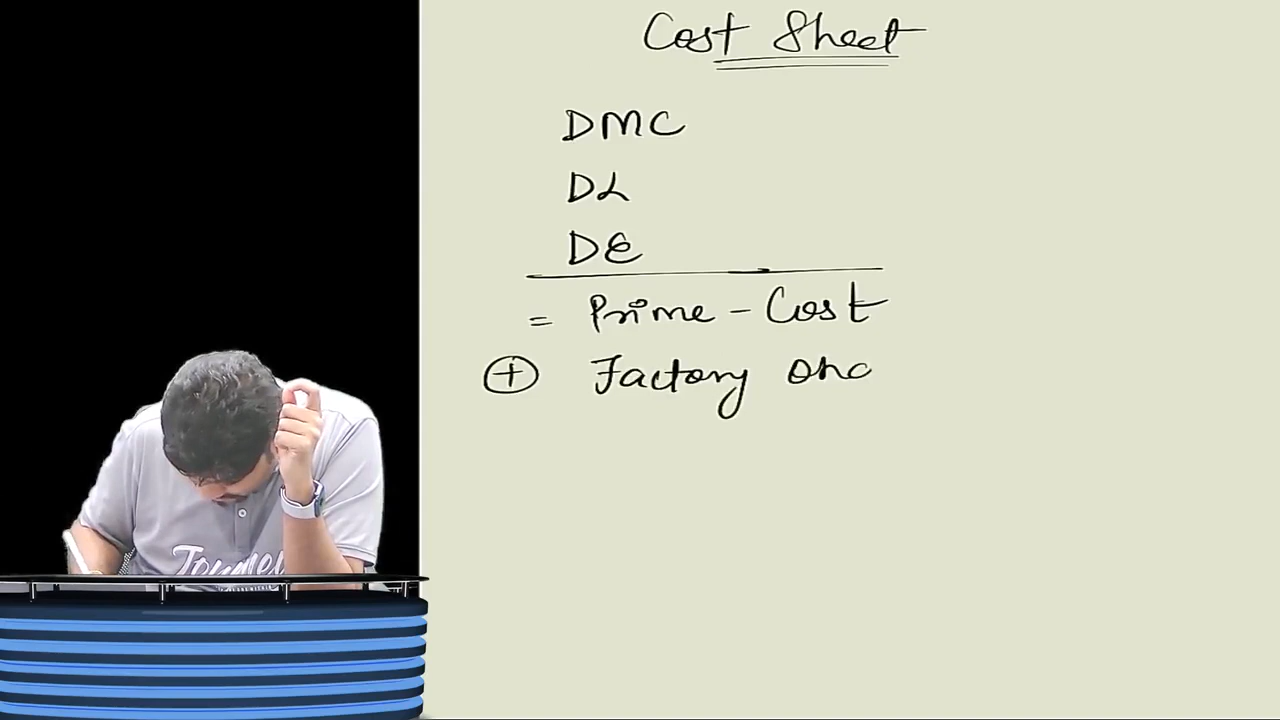 Cost Sheet
DMC
DL
DE
= Prime - Cost
+ Factory OHC